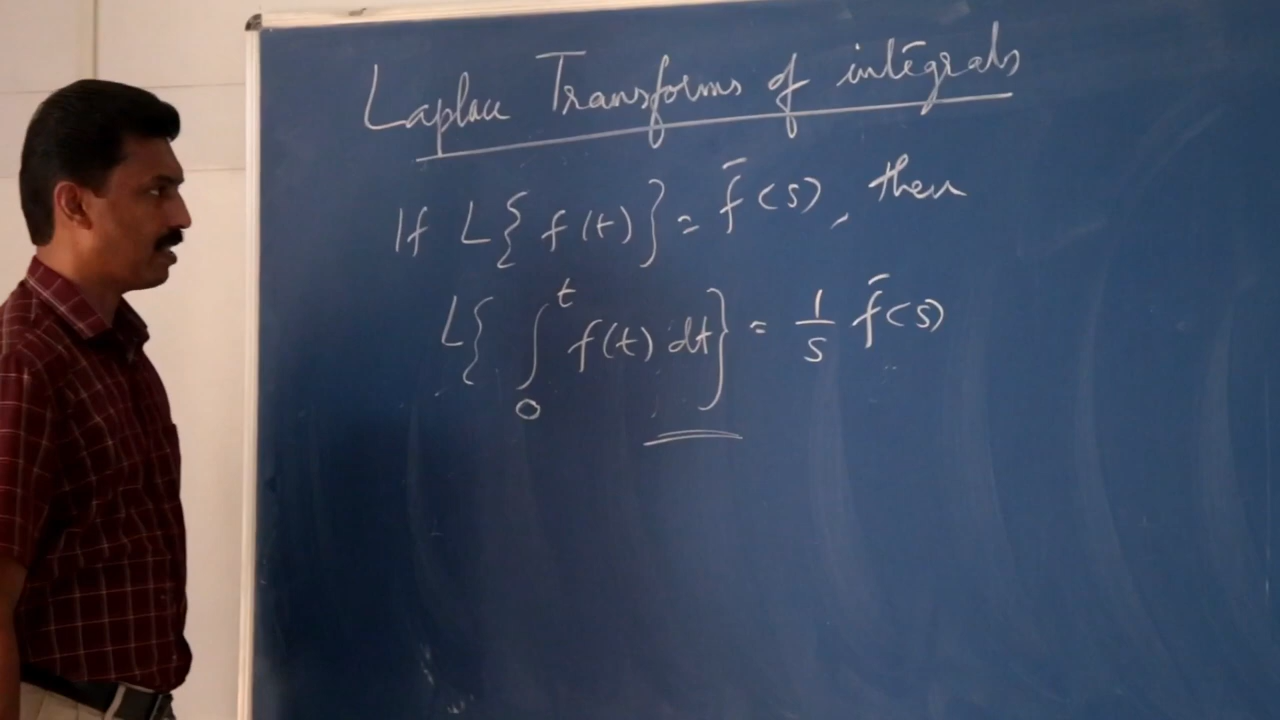 Laplace Transforms of integrals
If L{ f(t) } = f̄(s), then
L{ ∫₀ᵗ f(t) dt } = 1/s f̄(s)